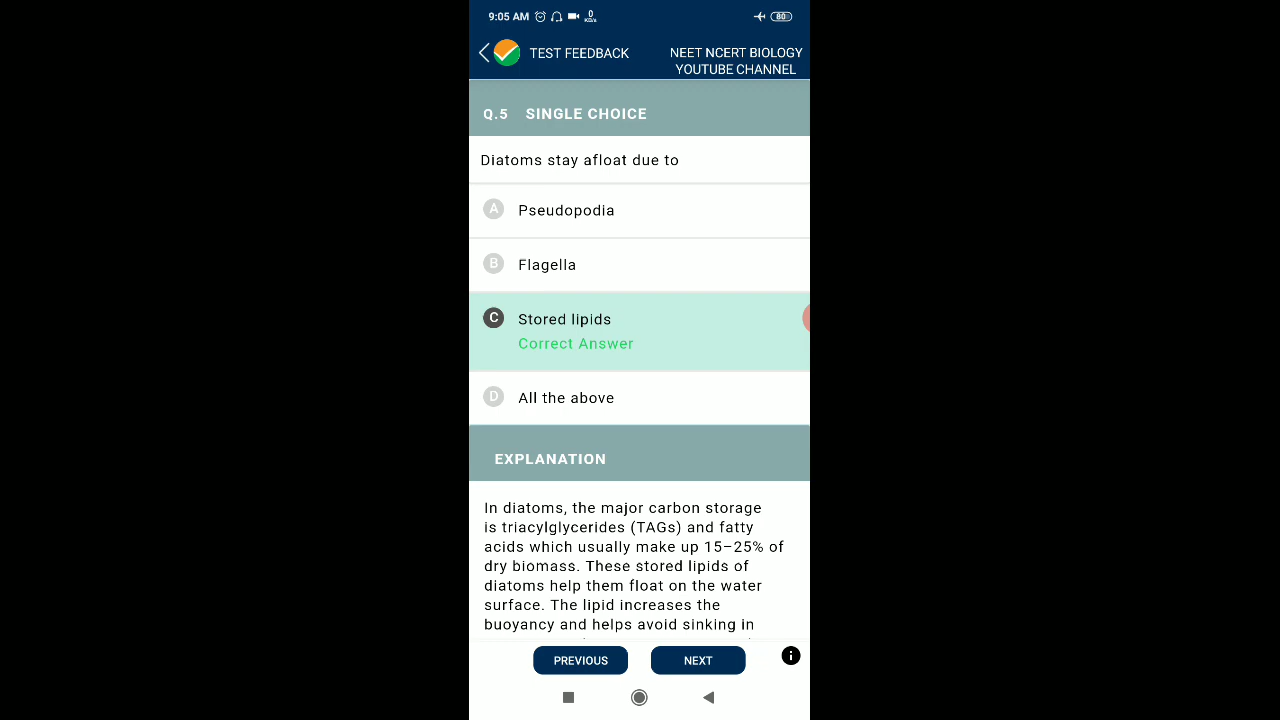 9:05 AM 0 KB/s 80
TEST FEEDBACK
NEET NCERT BIOLOGY
YOUTUBE CHANNEL
Q.5 SINGLE CHOICE
Diatoms stay afloat due to
A Pseudopodia
B Flagella
C Stored lipids
Correct Answer
D All the above
EXPLANATION
In diatoms, the major carbon storage
is triacylglycerides (TAGs) and fatty
acids which usually make up 15–25% of
dry biomass. These stored lipids of
diatoms help them float on the water
surface. The lipid increases the
buoyancy and helps avoid sinking in
PREVIOUS NEXT